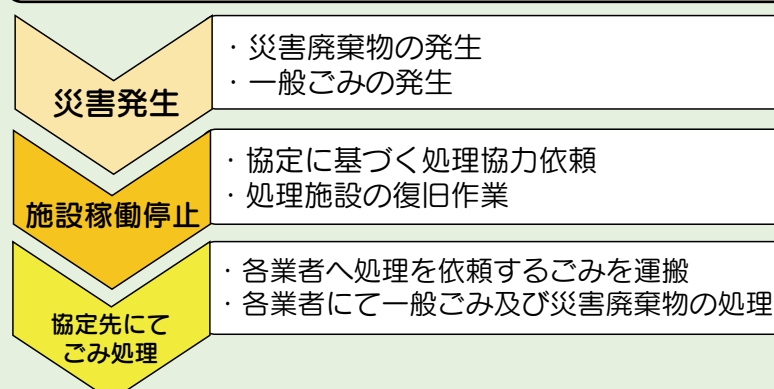 災害発生
・災害廃棄物の発生
・一般ごみの発生
施設稼働停止
・協定に基づく処理協力依頼
・処理施設の復旧作業
協定先にて
ごみ処理
・各業者へ処理を依頼するごみを運搬
・各業者にて一般ごみ及び災害廃棄物の処理